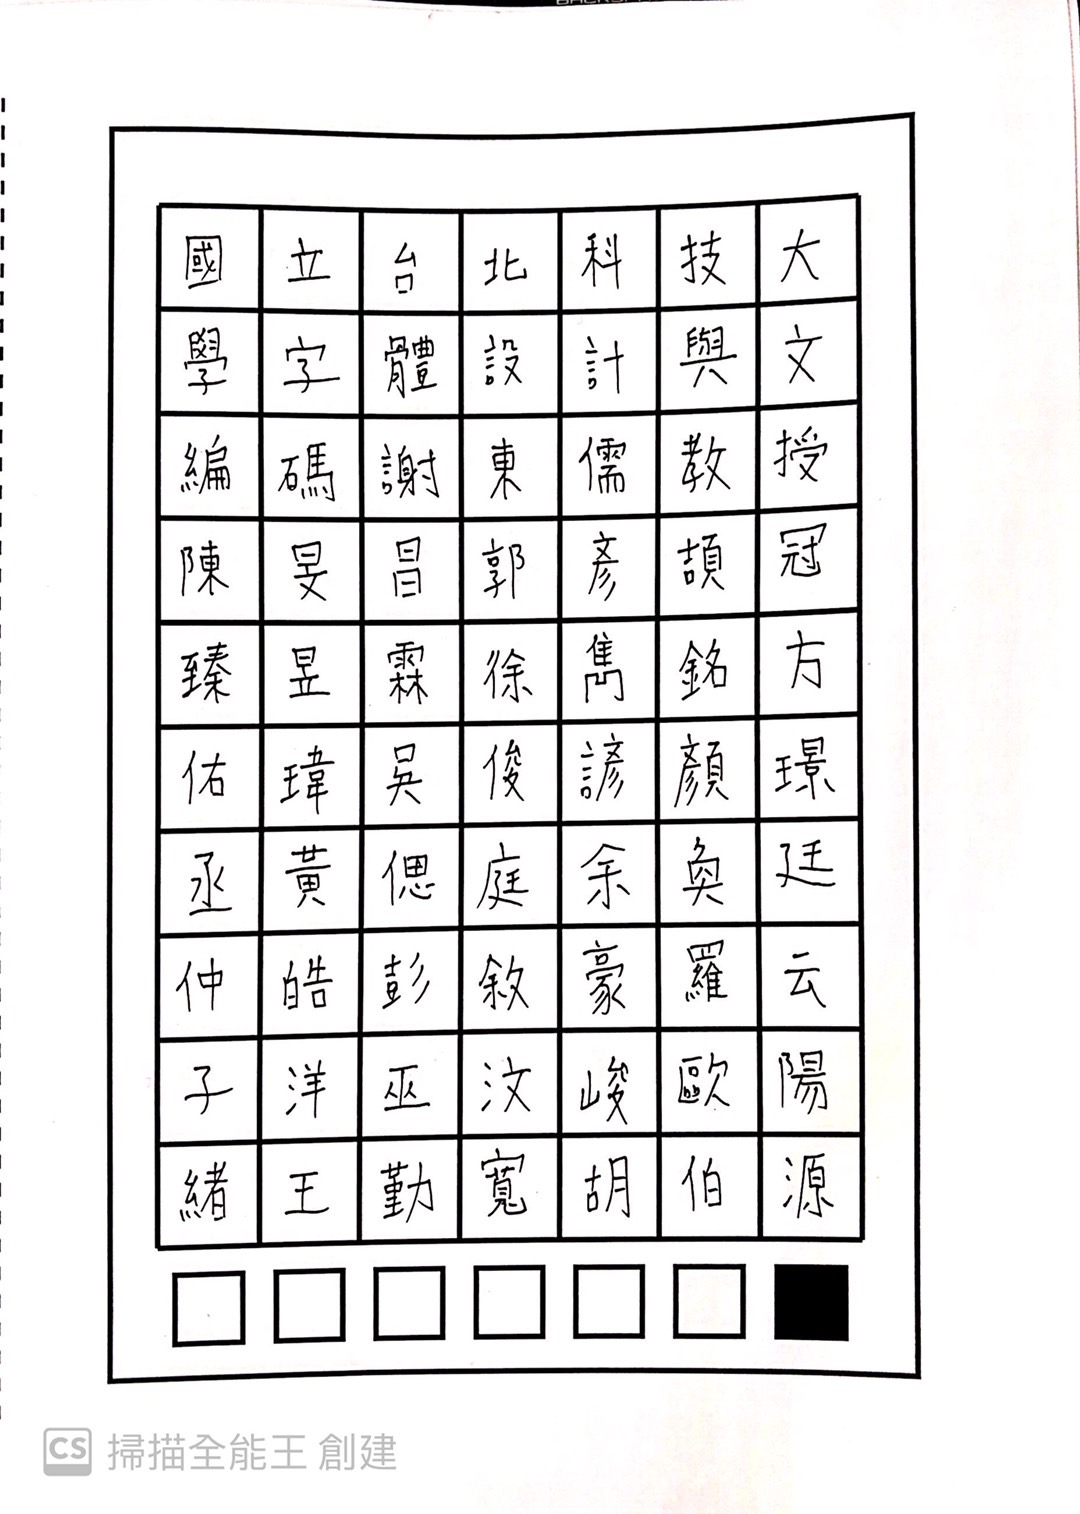 國立台北科技大
學字體設計與文
編碼謝東儒教授
陳旻昌郭彥頡冠
臻昱霖徐雋銘方
佑瑋吳俊諺顏璟
丞黃偲庭余奐廷
仲皓彭敘豪羅云
子洋巫汶峻歐陽
緒王勤寬胡伯源
CS 掃描全能王 創建